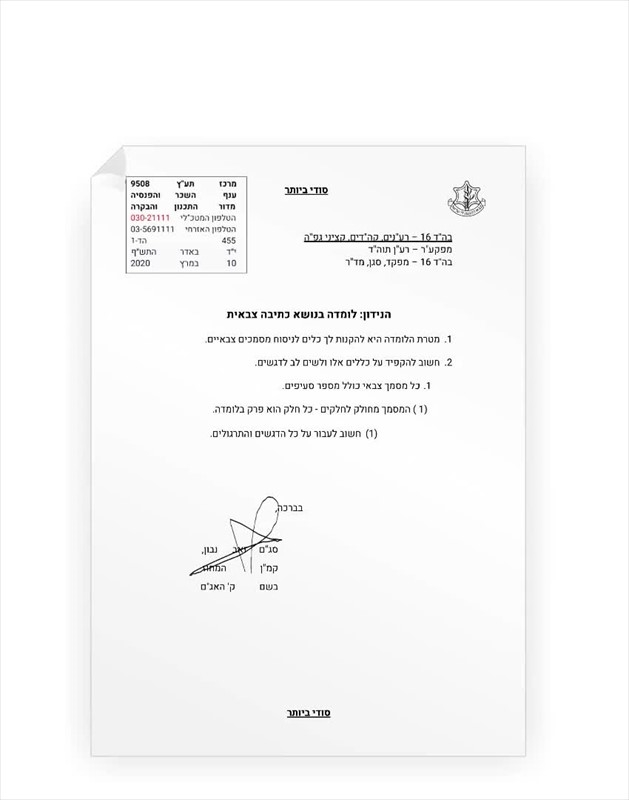 סודי ביותר
מרכז תע"ץ 9508
ענף השכר והפנסיה
מדור התכנון והבקרה
הטלפון המטכ"לי 030-21111
הטלפון האזרחי 03-5691111
הד-1 455
י"ד באדר התש"ף
10 במרץ 2020
בה"ד 16 – רע"נים, קה"דים, קציני גפ"ה
מפקע"ר – רע"ן תוה"ד
בה"ד 16 – מפקד, סגן, מד"ר
הנידון: לומדה בנושא כתיבה צבאית
1. מטרת הלומדה היא להקנות לך כלים לניסוח מסמכים צבאיים.
2. חשוב להקפיד על כללים אלו ולשים לב לדגשים.
1. כל מסמך צבאי כולל מספר סעיפים.
(1 ) המסמך מחולק לחלקים - כל חלק הוא פרק בלומדה.
(1) חשוב לעבור על כל הדגשים והתרגולים.
בברכה,
סג"ם נבון,
קמ"ן
בשם ק' האג"ם
סודי ביותר